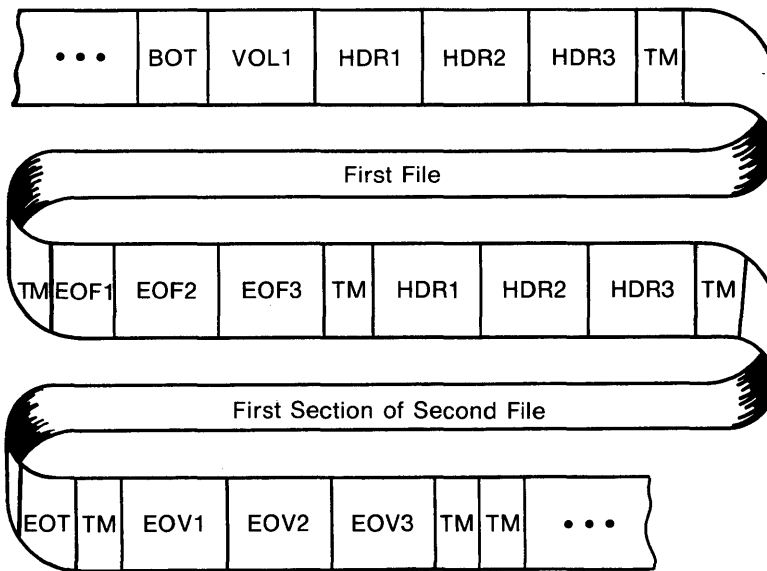 ••• BOT VOL1 HDR1 HDR2 HDR3 TM
First File
TM EOF1 EOF2 EOF3 TM HDR1 HDR2 HDR3 TM
First Section of Second File
EOT TM EOV1 EOV2 EOV3 TM TM •••